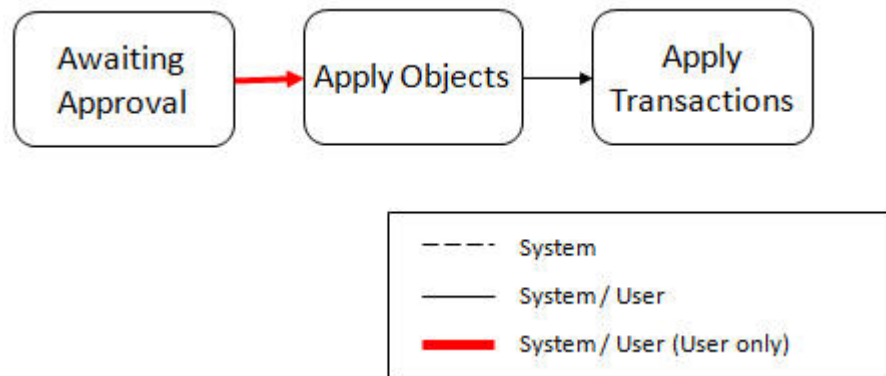 Awaiting
Approval
Apply Objects
Apply
Transactions
System
System / User
System / User (User only)